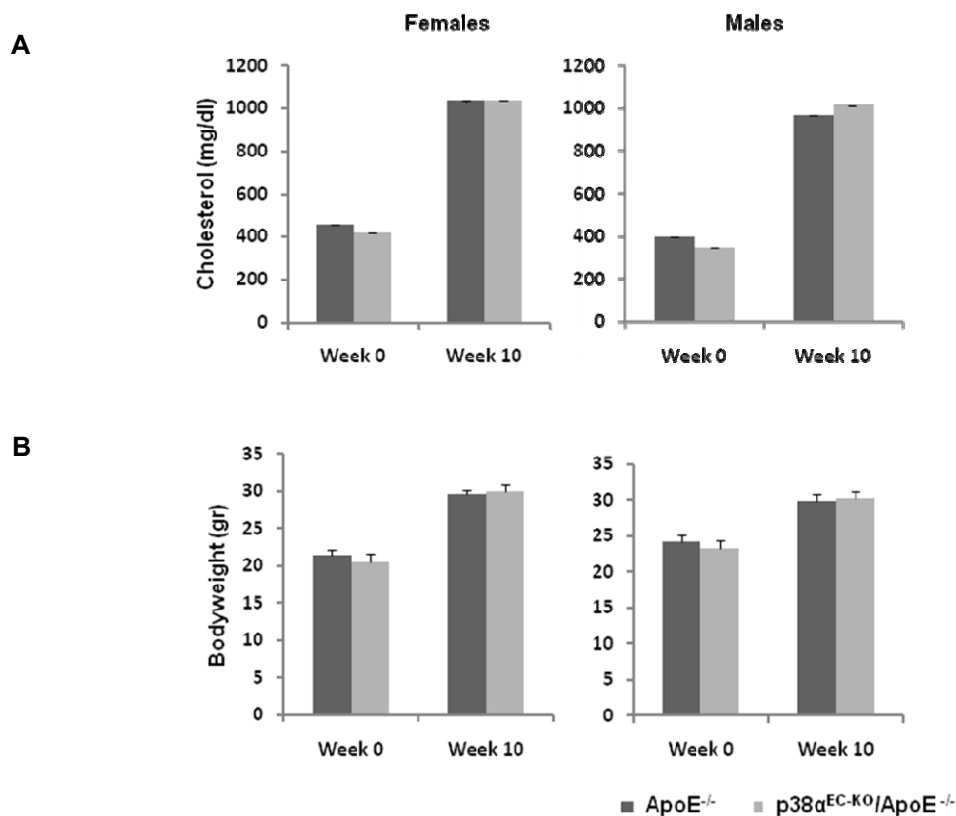 Females Males
A
Cholesterol (mg/dl)
1200 1200
1000 1000
800 800
600 600
400 400
200 200
0 0
Week 0 Week 10 Week 0 Week 10
B
Bodyweight (gr)
35 35
30 30
25 25
20 20
15 15
10 10
5 5
0 0
Week 0 Week 10 Week 0 Week 10
ApoE-/- p38αEC-KO/ApoE-/-